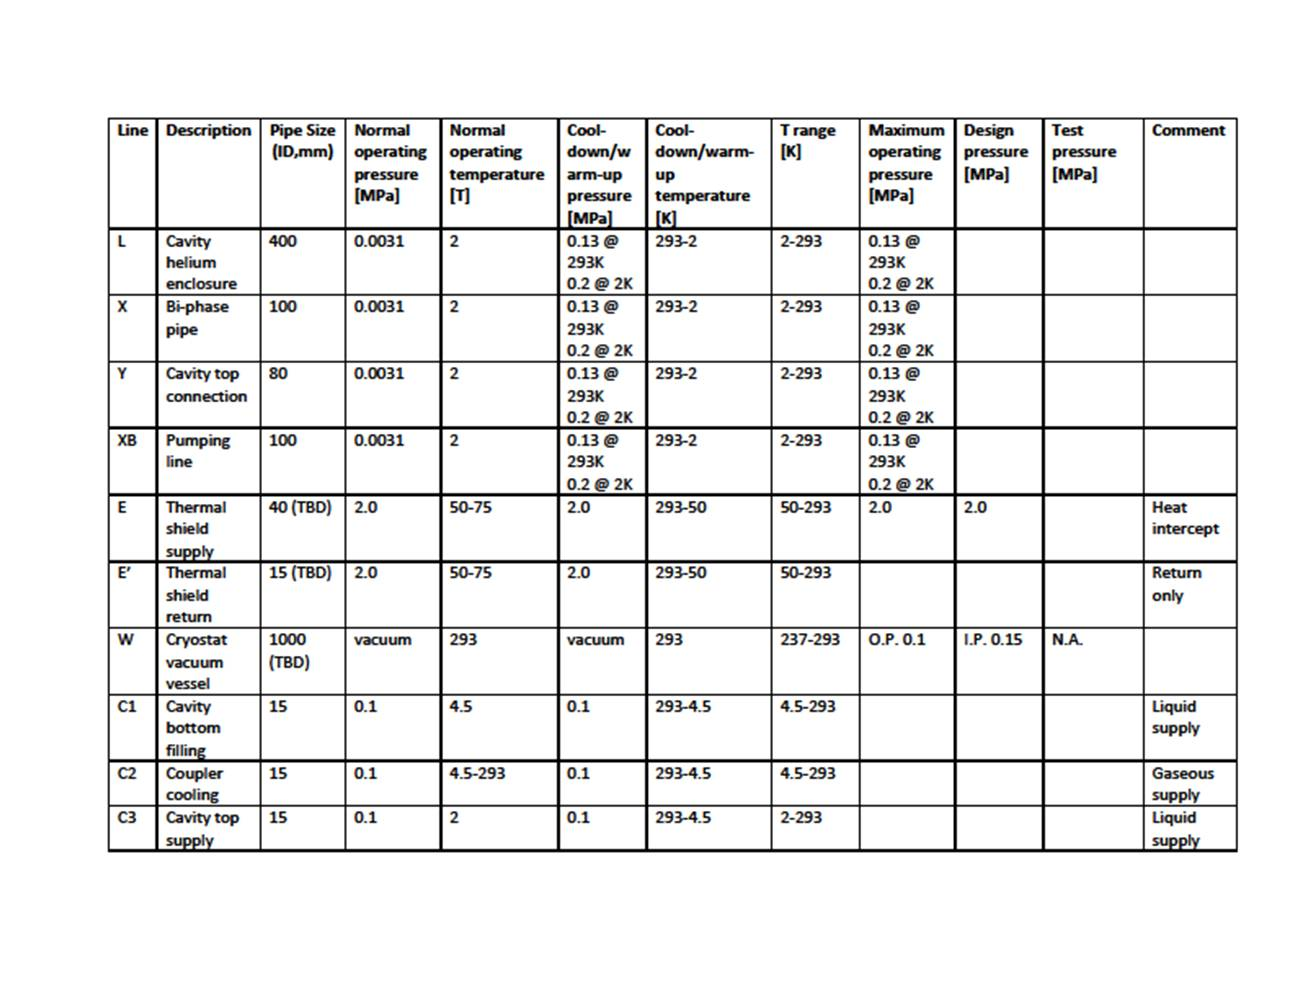 Line Description Pipe Size (ID,mm) Normal operating pressure [MPa] Normal operating temperature [T] Cool-down/w arm-up pressure [MPa] Cool-down/warm-up temperature [K] T range [K] Maximum operating pressure [MPa] Design pressure [MPa] Test pressure [MPa] Comment
L Cavity helium enclosure 400 0.0031 2 0.13 @ 293K 0.2 @ 2K 293-2 2-293 0.13 @ 293K 0.2 @ 2K
X Bi-phase pipe 100 0.0031 2 0.13 @ 293K 0.2 @ 2K 293-2 2-293 0.13 @ 293K 0.2 @ 2K
Y Cavity top connection 80 0.0031 2 0.13 @ 293K 0.2 @ 2K 293-2 2-293 0.13 @ 293K 0.2 @ 2K
XB Pumping line 100 0.0031 2 0.13 @ 293K 0.2 @ 2K 293-2 2-293 0.13 @ 293K 0.2 @ 2K
E Thermal shield supply 40 (TBD) 2.0 50-75 2.0 293-50 50-293 2.0 2.0 Heat intercept
E' Thermal shield return 15 (TBD) 2.0 50-75 2.0 293-50 50-293 Return only
W Cryostat vacuum vessel 1000 (TBD) vacuum 293 vacuum 293 237-293 O.P. 0.1 I.P. 0.15 N.A.
C1 Cavity bottom filling 15 0.1 4.5 0.1 293-4.5 4.5-293 Liquid supply
C2 Coupler cooling 15 0.1 4.5-293 0.1 293-4.5 4.5-293 Gaseous supply
C3 Cavity top supply 15 0.1 2 0.1 293-4.5 2-293 Liquid supply